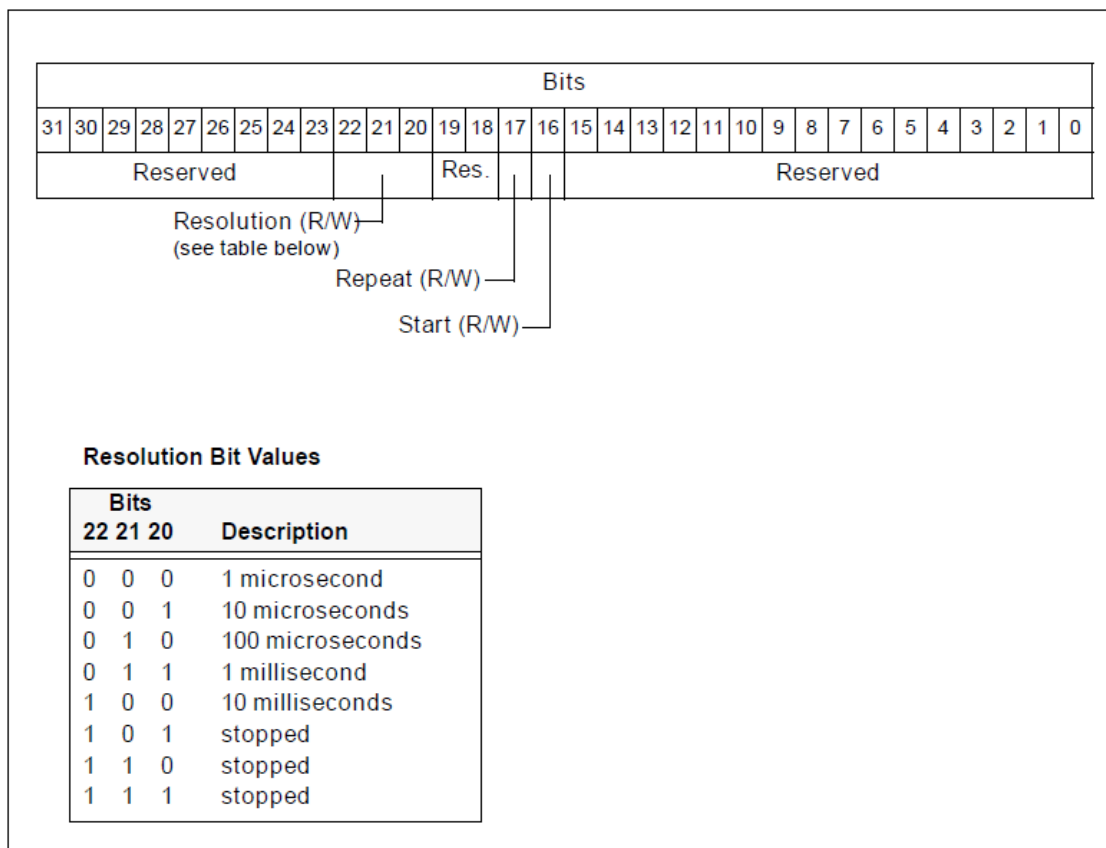 Bits
31 30 29 28 27 26 25 24 23 22 21 20 19 18 17 16 15 14 13 12 11 10 9 8 7 6 5 4 3 2 1 0
Reserved Res. Reserved
Resolution (R/W)
(see table below)
Repeat (R/W)
Start (R/W)
Resolution Bit Values
Bits
22 21 20 Description
0 0 0 1 microsecond
0 0 1 10 microseconds
0 1 0 100 microseconds
0 1 1 1 millisecond
1 0 0 10 milliseconds
1 0 1 stopped
1 1 0 stopped
1 1 1 stopped